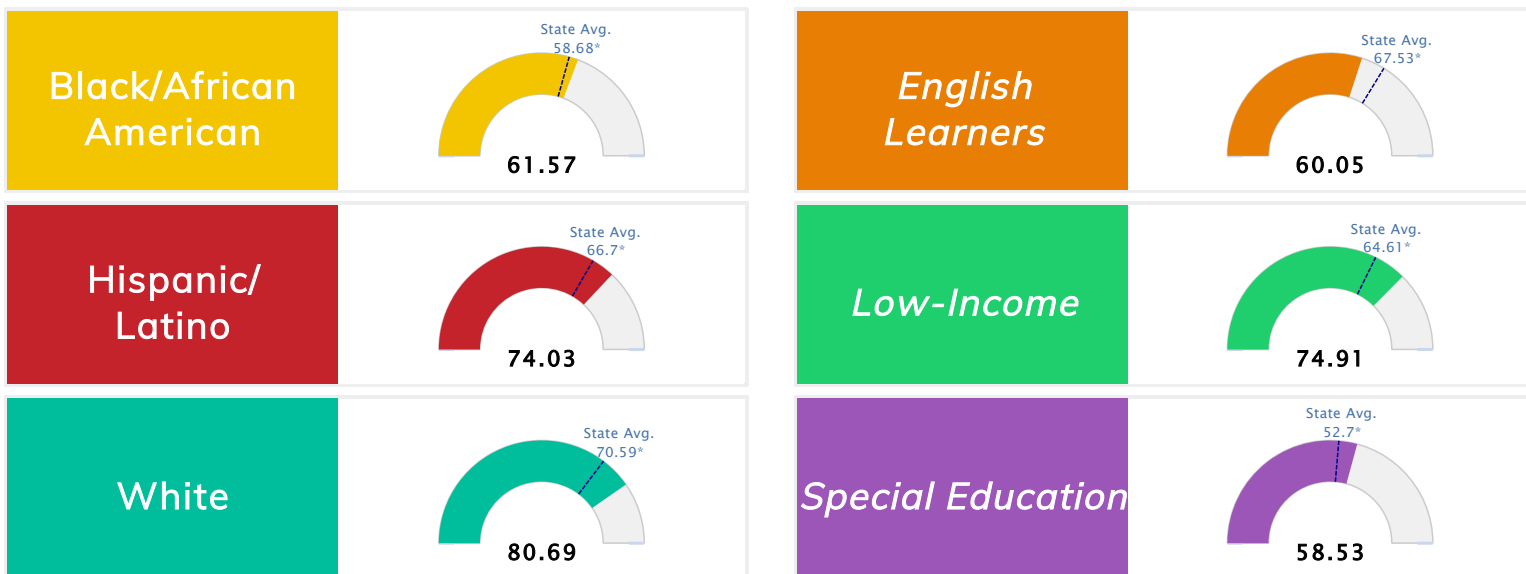 Black/African
American
State Avg.
58.68*
61.57
English
Learners
State Avg.
67.53*
60.05
Hispanic/
Latino
State Avg.
66.7*
74.03
Low-Income
State Avg.
64.61*
74.91
White
State Avg.
70.59*
80.69
Special Education
State Avg.
52.7*
58.53